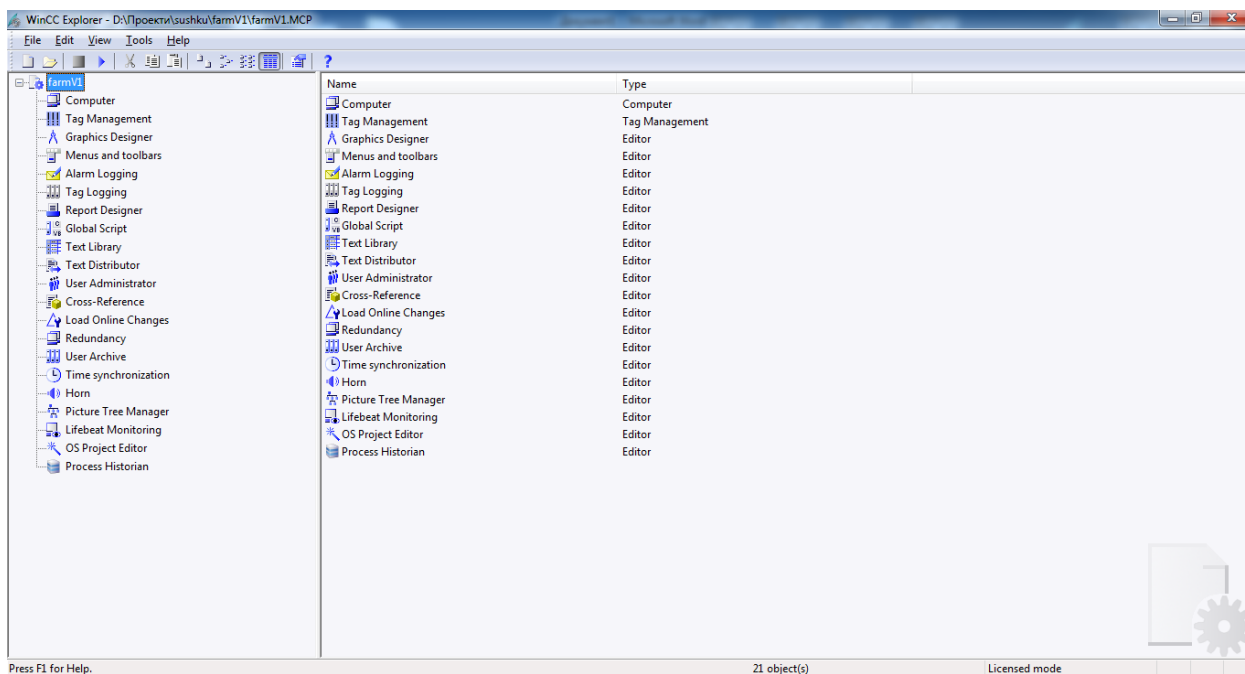 WinCC Explorer - D:\Проекти\sushku\farmV1\farmV1.MCP
File Edit View Tools Help
farmV1
Computer
Tag Management
Graphics Designer
Menus and toolbars
Alarm Logging
Tag Logging
Report Designer
Global Script
Text Library
Text Distributor
User Administrator
Cross-Reference
Load Online Changes
Redundancy
User Archive
Time synchronization
Horn
Picture Tree Manager
Lifebeat Monitoring
OS Project Editor
Process Historian
Name Type
Computer Computer
Tag Management Tag Management
Graphics Designer Editor
Menus and toolbars Editor
Alarm Logging Editor
Tag Logging Editor
Report Designer Editor
Global Script Editor
Text Library Editor
Text Distributor Editor
User Administrator Editor
Cross-Reference Editor
Load Online Changes Editor
Redundancy Editor
User Archive Editor
Time synchronization Editor
Horn Editor
Picture Tree Manager Editor
Lifebeat Monitoring Editor
OS Project Editor Editor
Process Historian Editor
Press F1 for Help. 21 object(s) Licensed mode